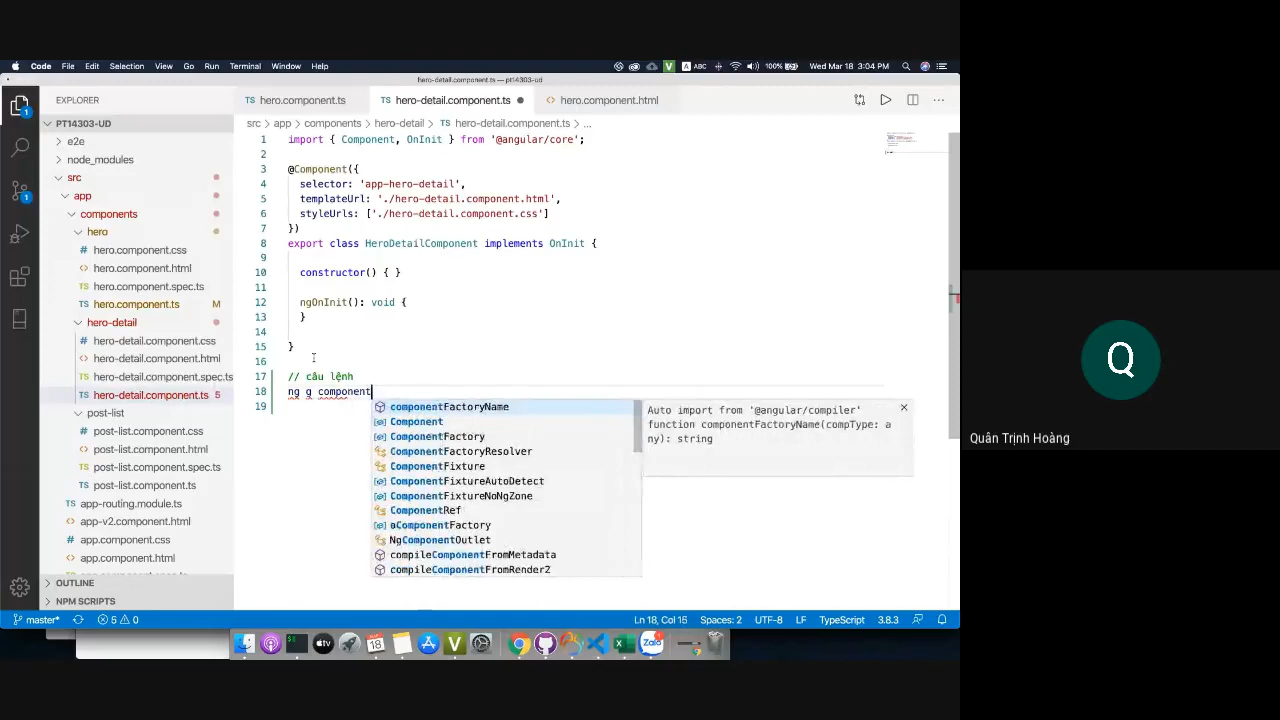 Code File Edit Selection View Go Run Terminal Window Help ABC 100% Wed Mar 18 3:04 PM
hero-detail.component.ts — pt14303-ud
EXPLORER
hero.component.ts
hero-detail.component.ts
hero.component.html
PT14303-UD
e2e
node_modules
src
app
components
hero
hero.component.css
hero.component.html
hero.component.spec.ts
hero.component.ts M
hero-detail
hero-detail.component.css
hero-detail.component.html
hero-detail.component.spec.ts
hero-detail.component.ts 5
post-list
post-list.component.css
post-list.component.html
post-list.component.spec.ts
post-list.component.ts
app-routing.module.ts
app-v2.component.html
app.component.css
app.component.html
OUTLINE
NPM SCRIPTS
src > app > components > hero-detail > TS hero-detail.component.ts > ...
1 import { Component, OnInit } from '@angular/core';
2
3 @Component({
4 selector: 'app-hero-detail',
5 templateUrl: './hero-detail.component.html',
6 styleUrls: ['./hero-detail.component.css']
7 })
8 export class HeroDetailComponent implements OnInit {
9
10 constructor() { }
11
12 ngOnInit(): void {
13 }
14
15 }
16
17 // câu lệnh
18 ng g component
19
componentFactoryName
Component
ComponentFactory
ComponentFactoryResolver
ComponentFixture
ComponentFixtureAutoDetect
ComponentFixtureNoNgZone
ComponentRef
ɵComponentFactory
NgComponentOutlet
compileComponentFromMetadata
compileComponentFromRender2
Auto import from '@angular/compiler'
function componentFactoryName(compType: a
ny): string
master* 5 0 Ln 18, Col 15 Spaces: 2 UTF-8 LF TypeScript 3.8.3
Q
Quân Trịnh Hoàng